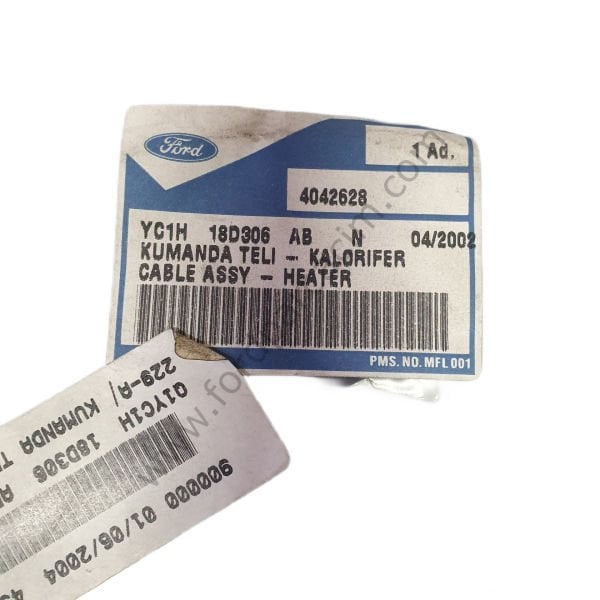 Ford
1 Ad.
4042628
YC1H 18D306 AB N 04/2002
KUMANDA TELI - KALORIFER
CABLE ASSY - HEATER
PMS. NO. MFL 001
Q1YC1H 18D306
229-A/ KUMANDA
900000 01/06/2004